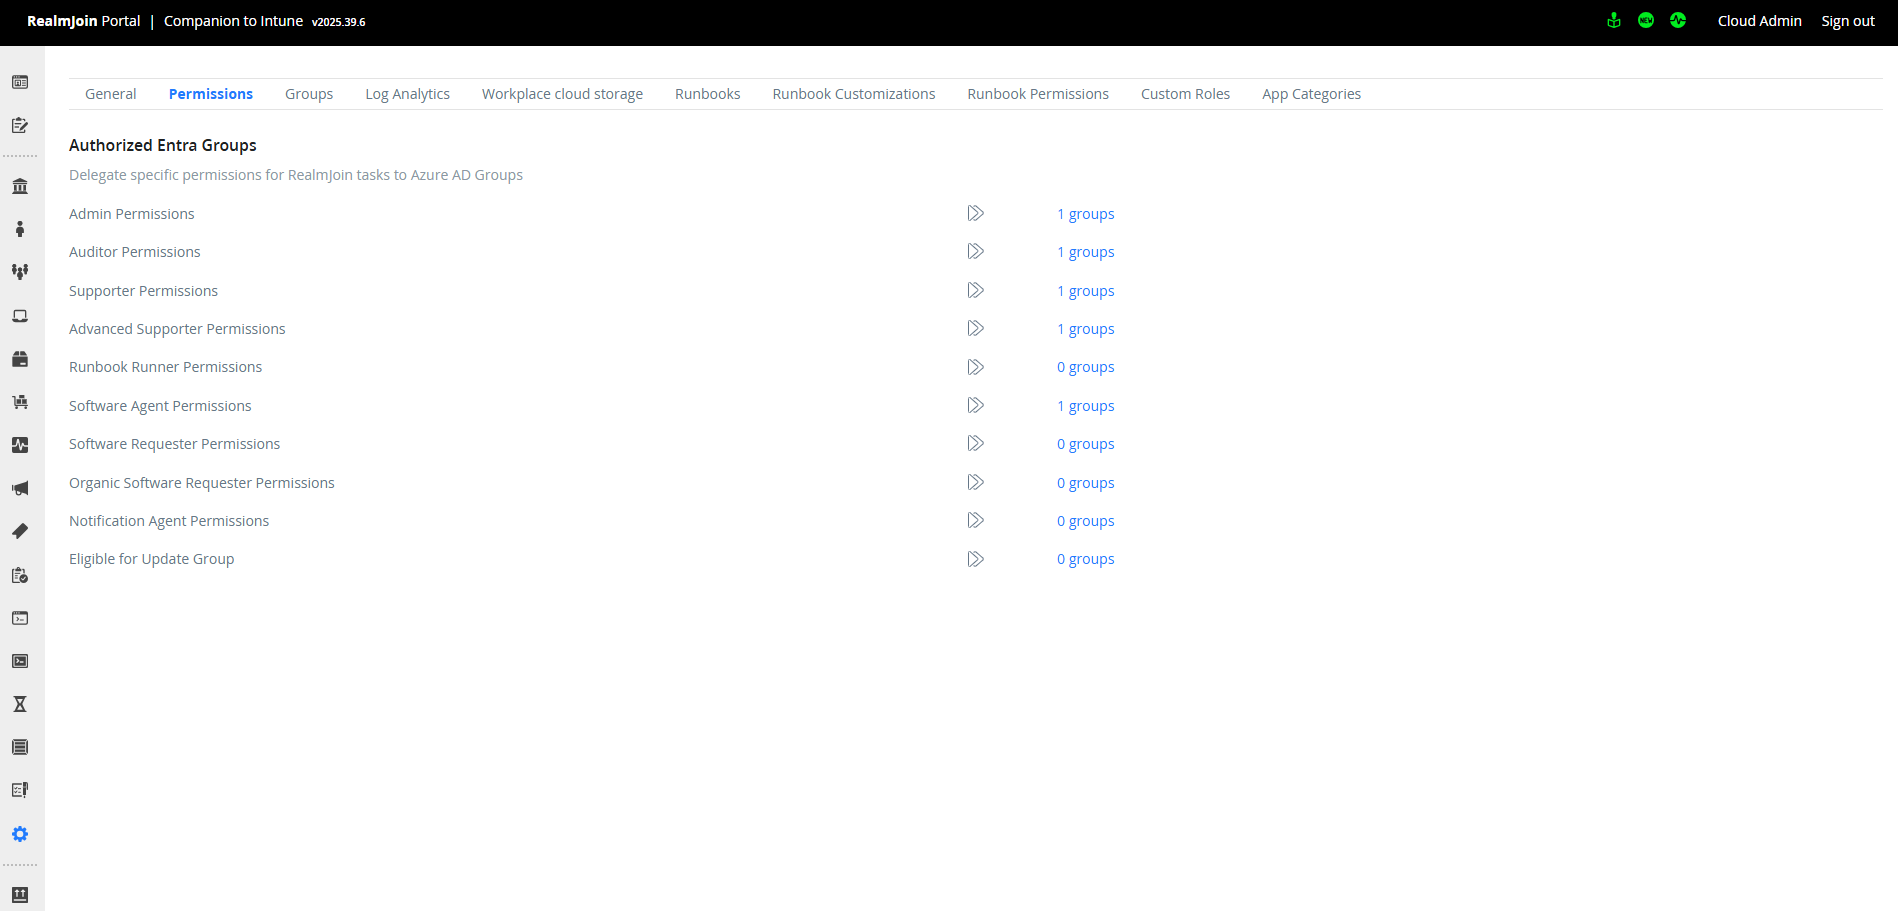 RealmJoin Portal | Companion to Intune v2025.39.6
NEW
Cloud Admin Sign out
General Permissions Groups Log Analytics Workplace cloud storage Runbooks Runbook Customizations Runbook Permissions Custom Roles App Categories
Authorized Entra Groups
Delegate specific permissions for RealmJoin tasks to Azure AD Groups
Admin Permissions 1 groups
Auditor Permissions 1 groups
Supporter Permissions 1 groups
Advanced Supporter Permissions 1 groups
Runbook Runner Permissions 0 groups
Software Agent Permissions 1 groups
Software Requester Permissions 0 groups
Organic Software Requester Permissions 0 groups
Notification Agent Permissions 0 groups
Eligible for Update Group 0 groups